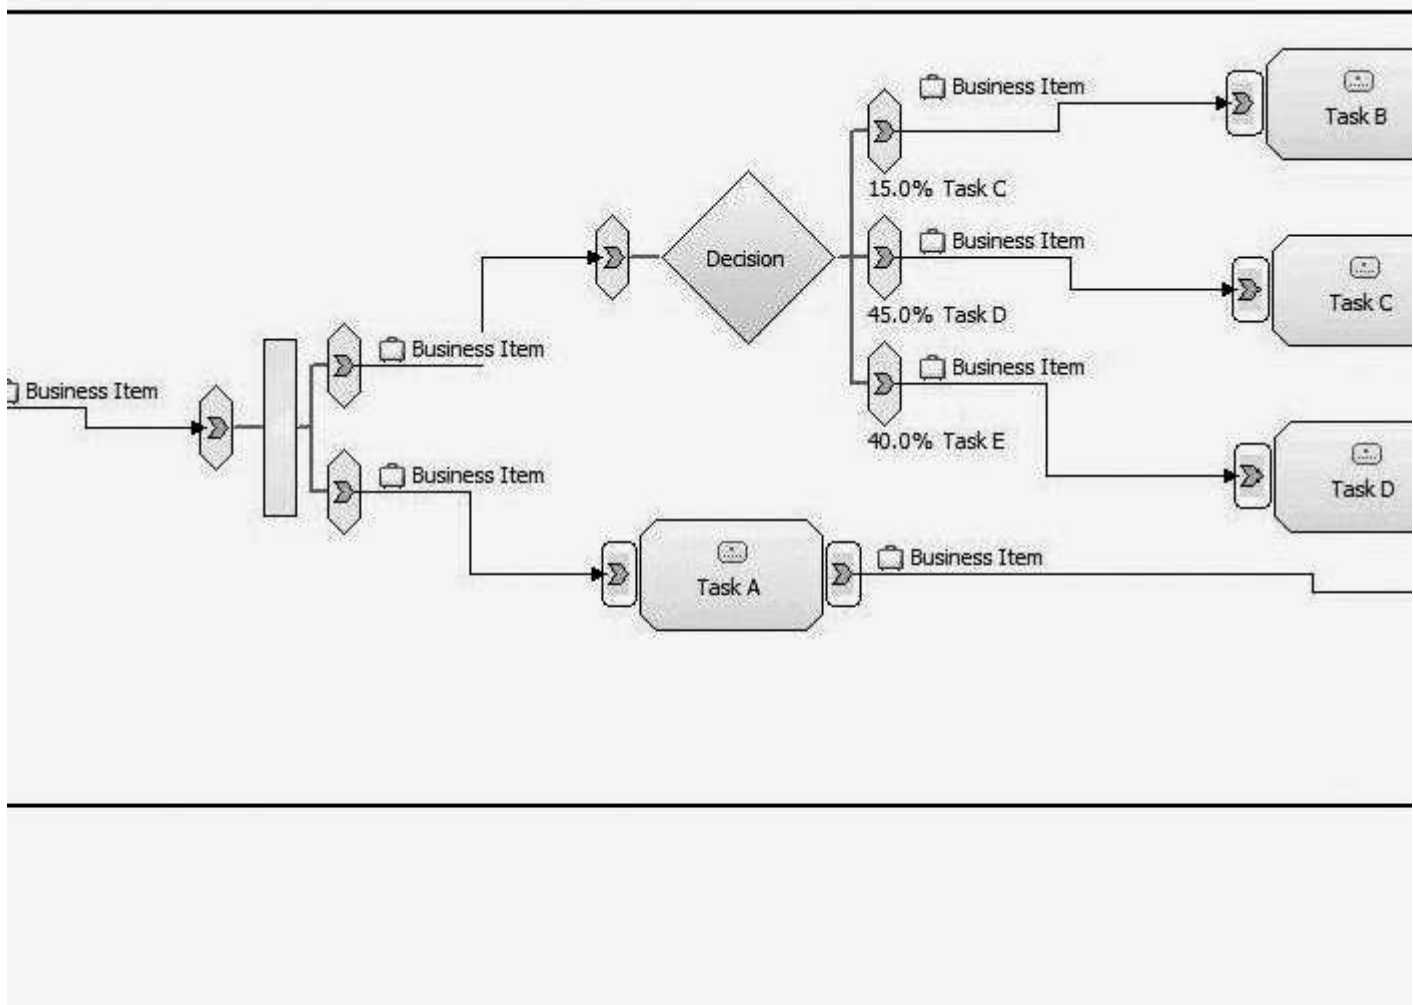 Business Item
Task B
15.0% Task C
Business Item
Decision
Task C
45.0% Task D
Business Item
Business Item
Business Item
40.0% Task E
Business Item
Task D
Business Item
Task A